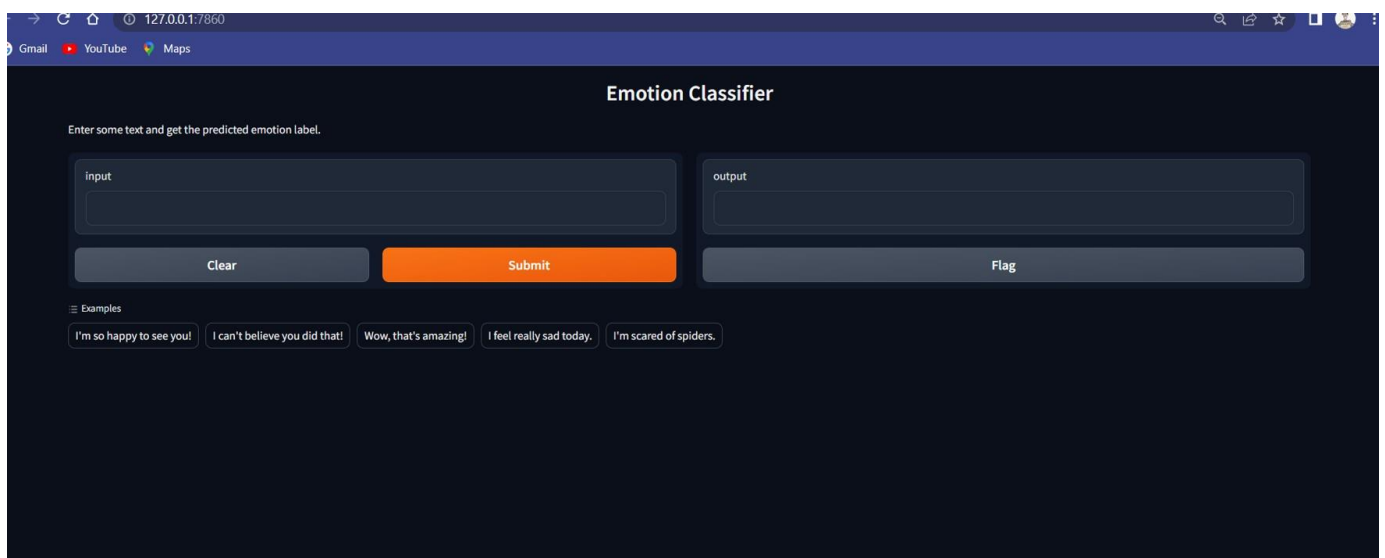 127.0.0.1:7860
Gmail YouTube Maps
Emotion Classifier
Enter some text and get the predicted emotion label.
input
output
Clear Submit Flag
Examples
I'm so happy to see you! I can't believe you did that! Wow, that's amazing! I feel really sad today. I'm scared of spiders.